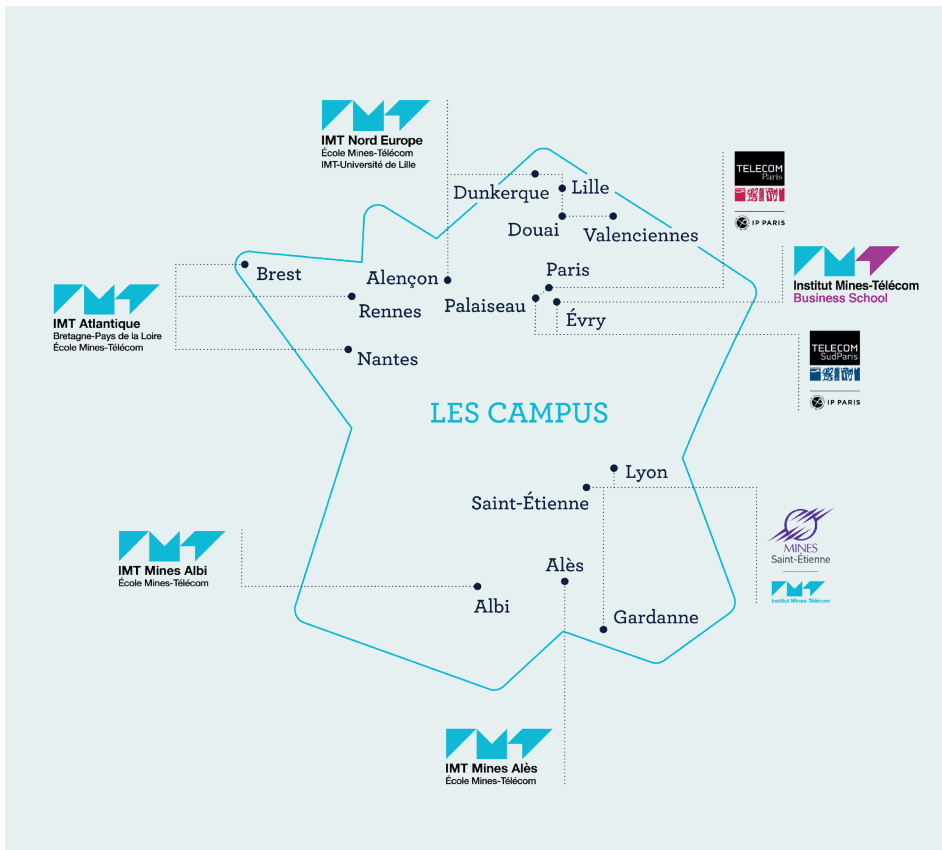 IMT Nord Europe
École Mines-Télécom
IMT-Université de Lille
TELECOM
Paris
IP PARIS
Dunkerque
Lille
Douai
Valenciennes
Brest
Alençon
Rennes
Nantes
Paris
Palaiseau
Évry
Institut Mines-Télécom
Business School
IMT Atlantique
Bretagne-Pays de la Loire
École Mines-Télécom
TELECOM
SudParis
IP PARIS
LES CAMPUS
Lyon
Saint-Étienne
MINES
Saint-Étienne
Institut Mines-Télécom
IMT Mines Albi
École Mines-Télécom
Alès
Albi
Gardanne
IMT Mines Alès
École Mines-Télécom